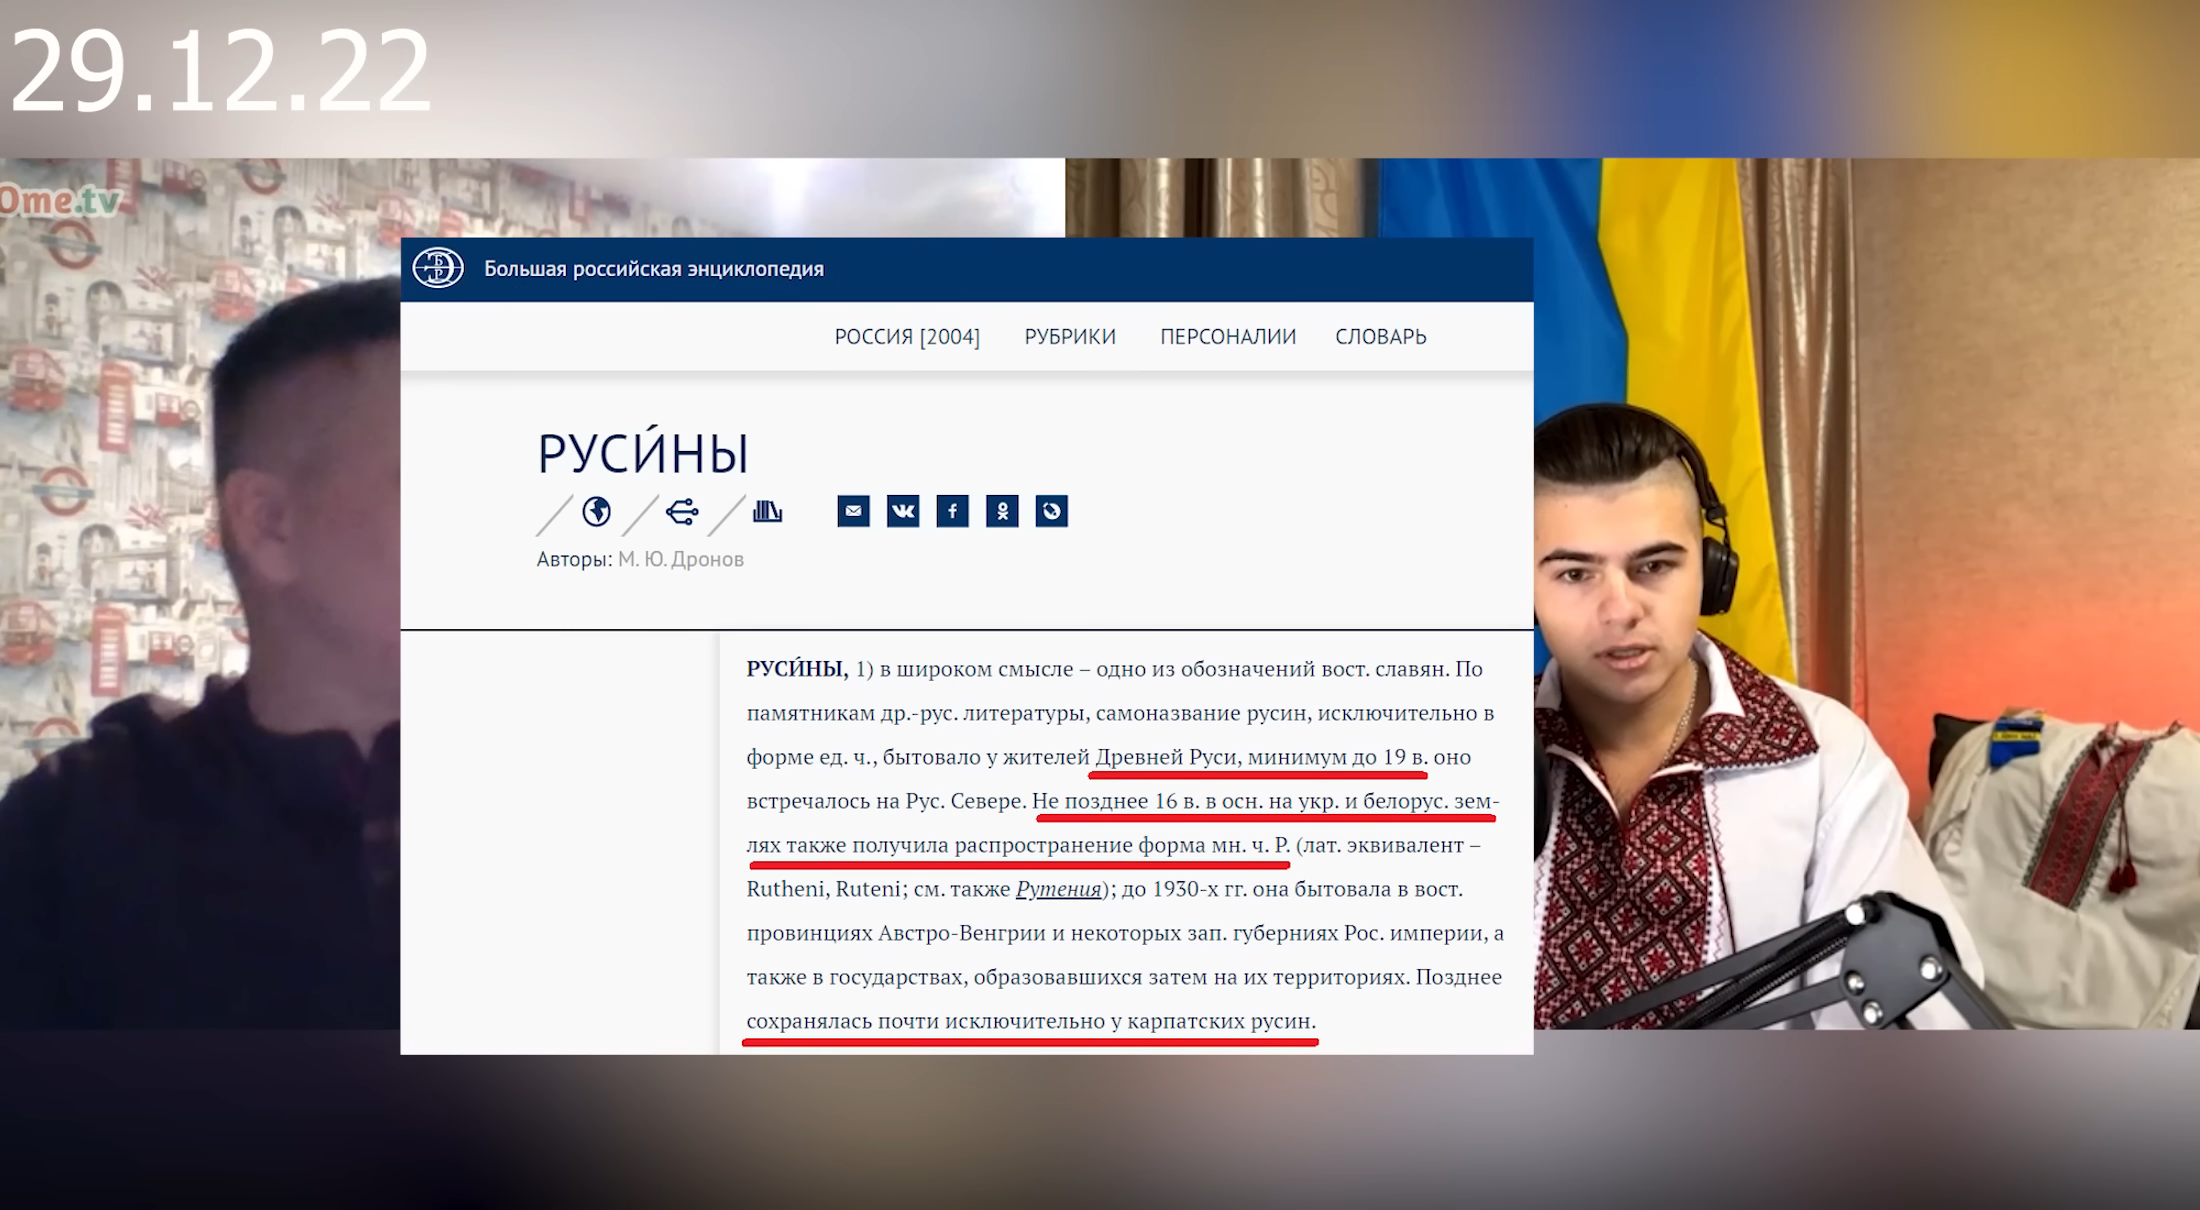 29.12.22
Ome.tv
Большая российская энциклопедия
РОССИЯ [2004] РУБРИКИ ПЕРСОНАЛИИ СЛОВАРЬ
РУСИ́НЫ
Авторы: М. Ю. Дронов
РУСИ́НЫ, 1) в широком смысле – одно из обозначений вост. славян. По
памятникам др.-рус. литературы, самоназвание русин, исключительно в
форме ед. ч., бытовало у жителей Древней Руси, минимум до 19 в. оно
встречалось на Рус. Севере. Не позднее 16 в. в осн. на укр. и белорус. зем-
лях также получила распространение форма мн. ч. Р. (лат. эквивалент –
Rutheni, Ruteni; см. также Рутения); до 1930-х гг. она бытовала в вост.
провинциях Австро-Венгрии и некоторых зап. губерниях Рос. империи, а
также в государствах, образовавшихся затем на их территориях. Позднее
сохранялась почти исключительно у карпатских русин.